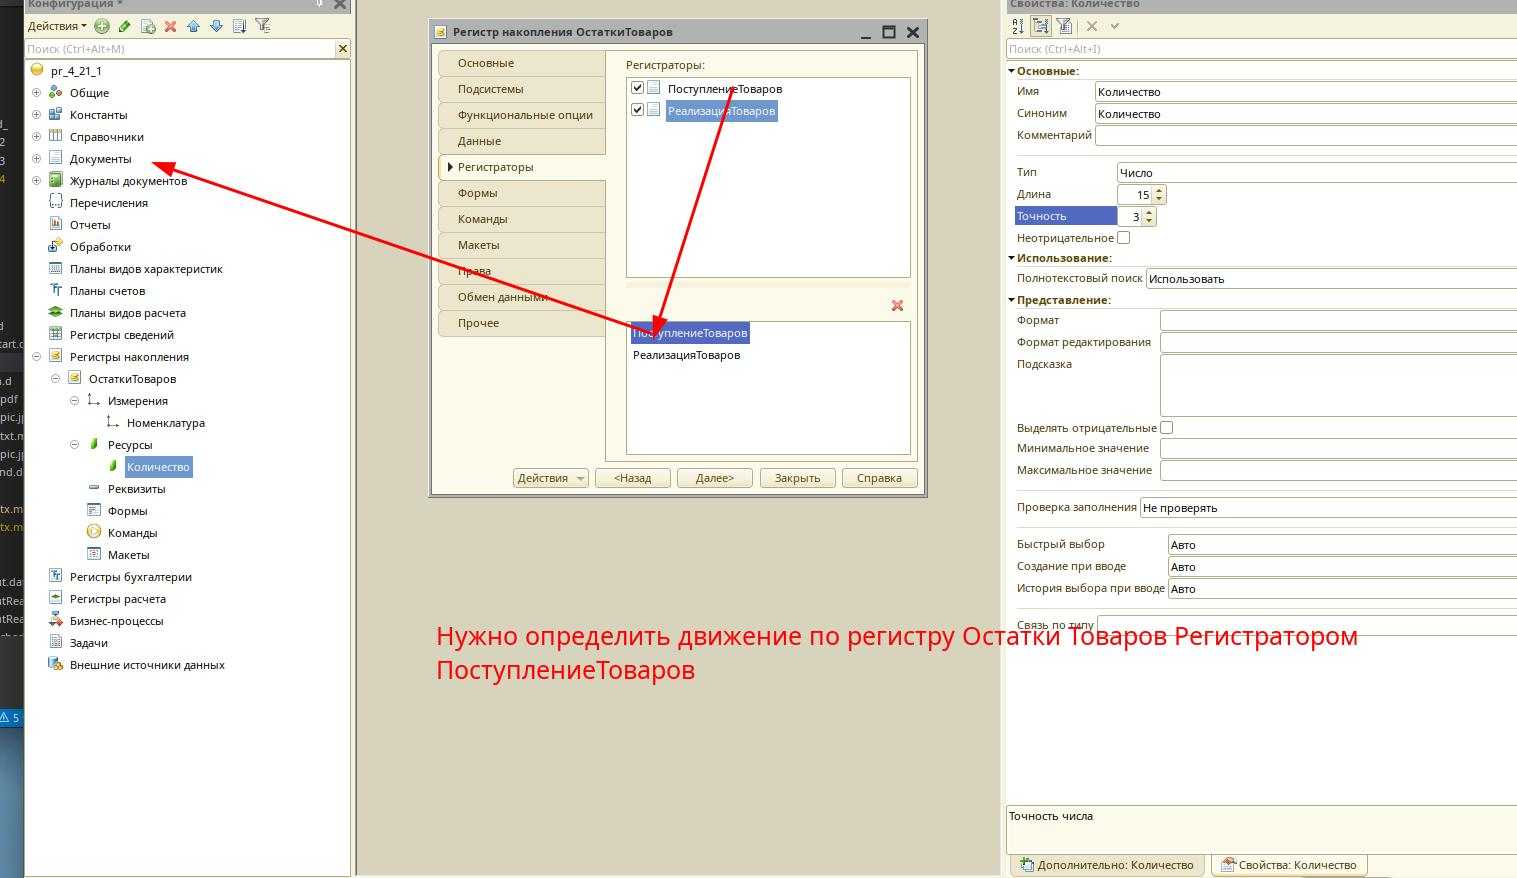 Конфигурация *
Действия
Поиск (Ctrl+Alt+M)
pr_4_21_1
Общие
Константы
Справочники
Документы
Журналы документов
Перечисления
Отчеты
Обработки
Планы видов характеристик
Планы счетов
Планы видов расчета
Регистры сведений
Регистры накопления
ОстаткиТоваров
Измерения
Номенклатура
Ресурсы
Количество
Реквизиты
Формы
Команды
Макеты
Регистры бухгалтерии
Регистры расчета
Бизнес-процессы
Задачи
Внешние источники данных
Регистр накопления ОстаткиТоваров
Основные
Подсистемы
Функциональные опции
Данные
Регистраторы
Формы
Команды
Макеты
Права
Обмен данными
Прочее
Регистраторы:
ПоступлениеТоваров
РеализацияТоваров
ПоступлениеТоваров
РеализацияТоваров
Действия <Назад Далее> Закрыть Справка
Нужно определить движение по регистру Остатки Товаров Регистратором
ПоступлениеТоваров
Свойства: Количество
Поиск (Ctrl+Alt+I)
Основные:
Имя Количество
Синоним Количество
Комментарий
Тип Число
Длина 15
Точность 3
Неотрицательное
Использование:
Полнотекстовый поиск Использовать
Представление:
Формат
Формат редактирования
Подсказка
Выделять отрицательные
Минимальное значение
Максимальное значение
Проверка заполнения Не проверять
Быстрый выбор Авто
Создание при вводе Авто
История выбора при вводе Авто
Связь по типу
Точность числа
Дополнительно: Количество Свойства: Количество